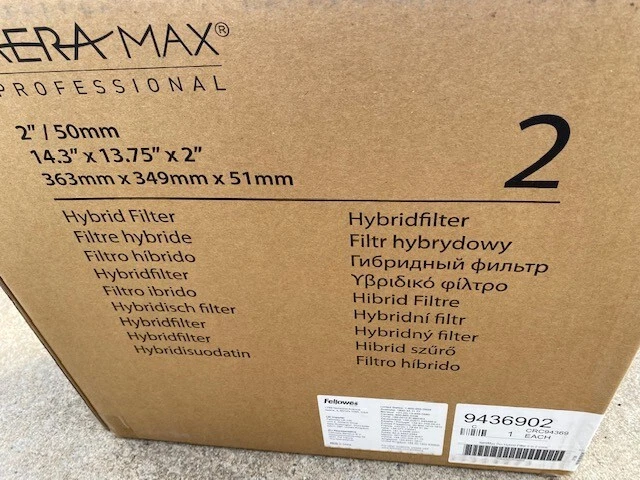 AERA MAX®
PROFESSIONAL
2" / 50mm
14.3" x 13.75" x 2"
363mm x 349mm x 51mm
2
Hybrid Filter
Filtre hybride
Filtro híbrido
Hybridfilter
Filtro ibrido
Hybridisch filter
Hybridfilter
Hybridfilter
Hybridisuodatin
Hybridfilter
Filtr hybrydowy
Гибридный фильтр
Υβριδικό φίλτρο
Hibrid Filtre
Hybridní filtr
Hybridný filter
Hibrid szűrő
Filtro híbrido
Fellowes
9436902
1
CRC94369
EACH